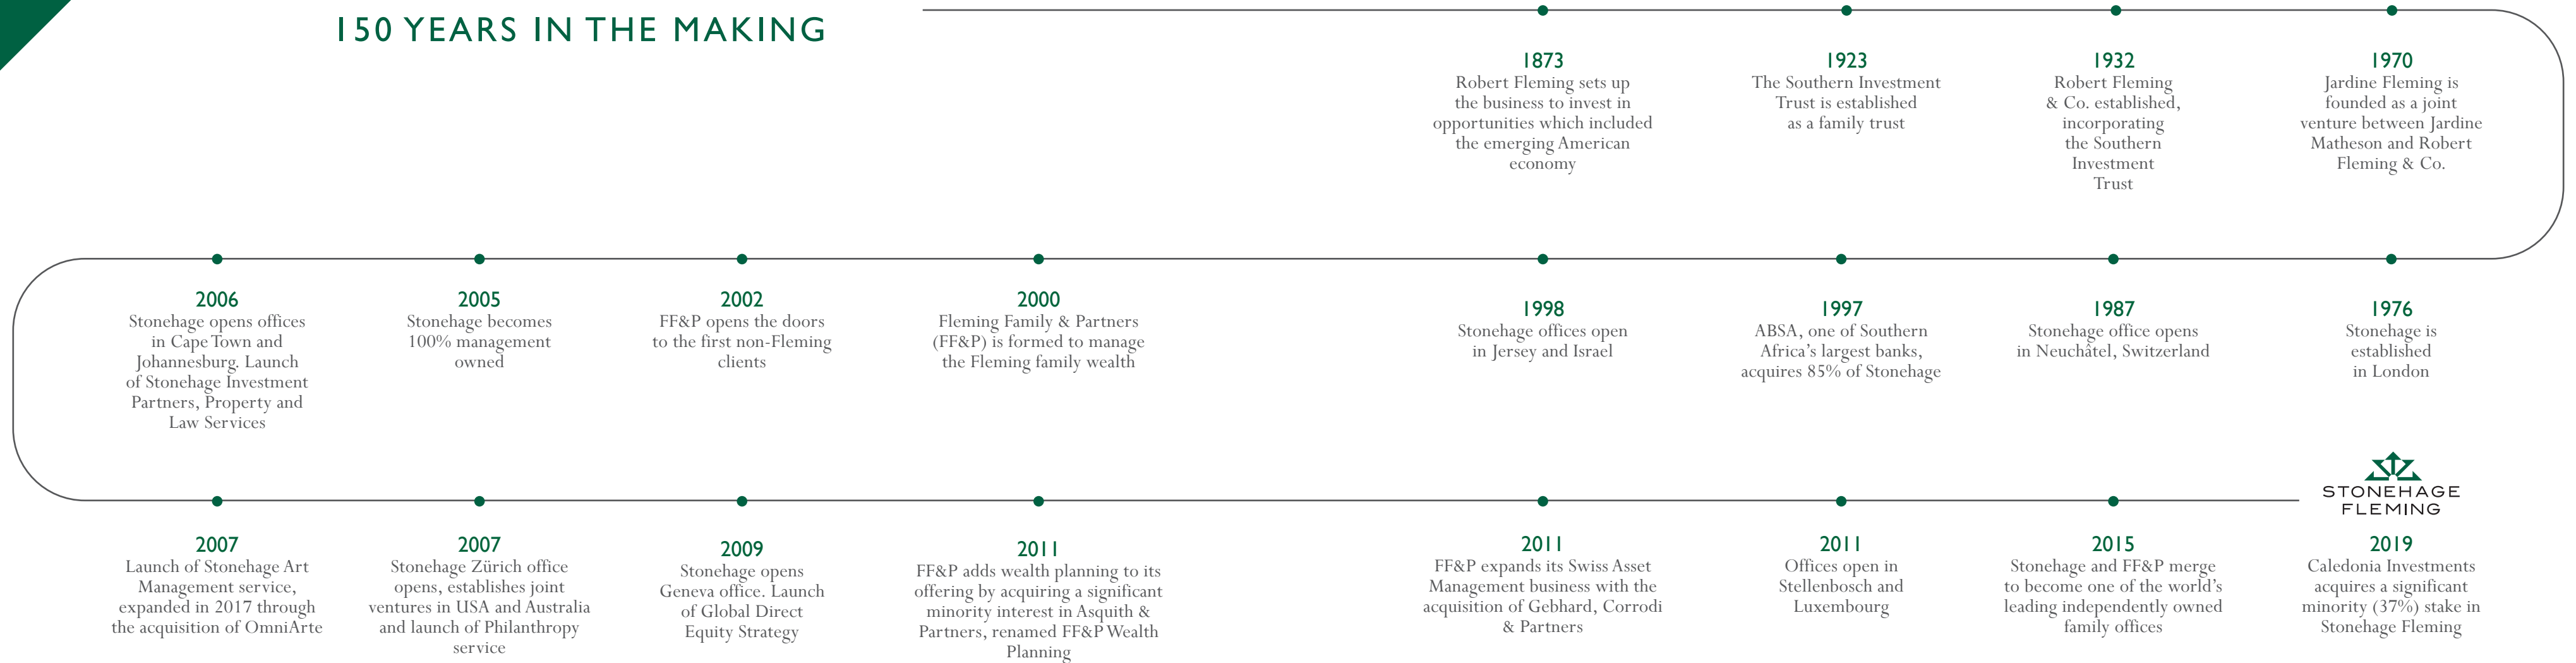 150 YEARS IN THE MAKING
1873
Robert Fleming sets up
the business to invest in
opportunities which included
the emerging American
economy
1923
The Southern Investment
Trust is established
as a family trust
1932
Robert Fleming
& Co. established,
incorporating
the Southern
Investment
Trust
1970
Jardine Fleming is
founded as a joint
venture between Jardine
Matheson and Robert
Fleming & Co.
1976
Stonehage is
established
in London
1987
Stonehage office opens
in Neuchâtel, Switzerland
1997
ABSA, one of Southern
Africa's largest banks,
acquires 85% of Stonehage
1998
Stonehage offices open
in Jersey and Israel
2000
Fleming Family & Partners
(FF&P) is formed to manage
the Fleming family wealth
2002
FF&P opens the doors
to the first non-Fleming
clients
2005
Stonehage becomes
100% management
owned
2006
Stonehage opens offices
in Cape Town and
Johannesburg. Launch
of Stonehage Investment
Partners, Property and
Law Services
2007
Launch of Stonehage Art
Management service,
expanded in 2017 through
the acquisition of OmniArte
2007
Stonehage Zürich office
opens, establishes joint
ventures in USA and Australia
and launch of Philanthropy
service
2009
Stonehage opens
Geneva office. Launch
of Global Direct
Equity Strategy
2011
FF&P adds wealth planning to its
offering by acquiring a significant
minority interest in Asquith &
Partners, renamed FF&P Wealth
Planning
2011
FF&P expands its Swiss Asset
Management business with the
acquisition of Gebhard, Corrodi
& Partners
2011
Offices open in
Stellenbosch and
Luxembourg
2015
Stonehage and FF&P merge
to become one of the world's
leading independently owned
family offices
STONEHAGE
FLEMING
2019
Caledonia Investments
acquires a significant
minority (37%) stake in
Stonehage Fleming